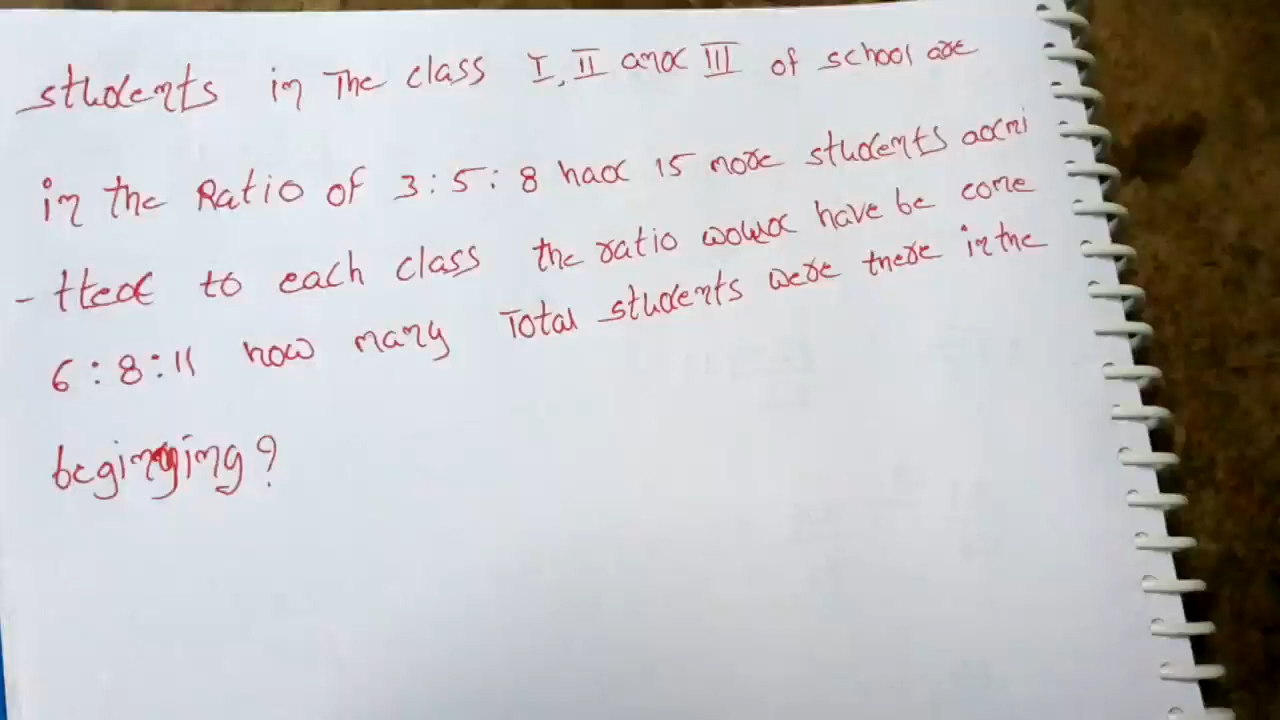 students in The class I, II and III of school are
in the Ratio of 3:5:8 had 15 more students admi
- tted to each class the ratio would have be come
6:8:11 how many Total students were there in the
beginging?